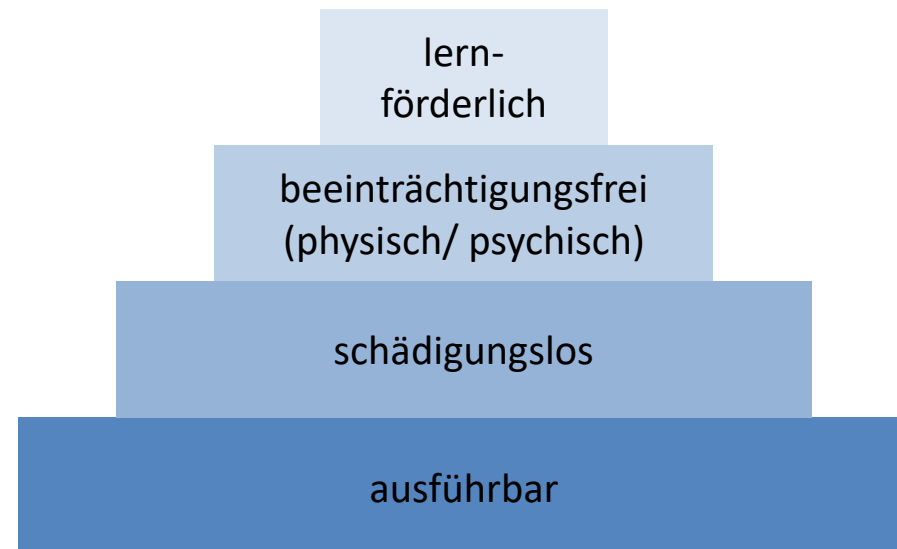 lern-
förderlich
beeinträchtigungsfrei
(physisch/ psychisch)
schädigungslos
ausführbar